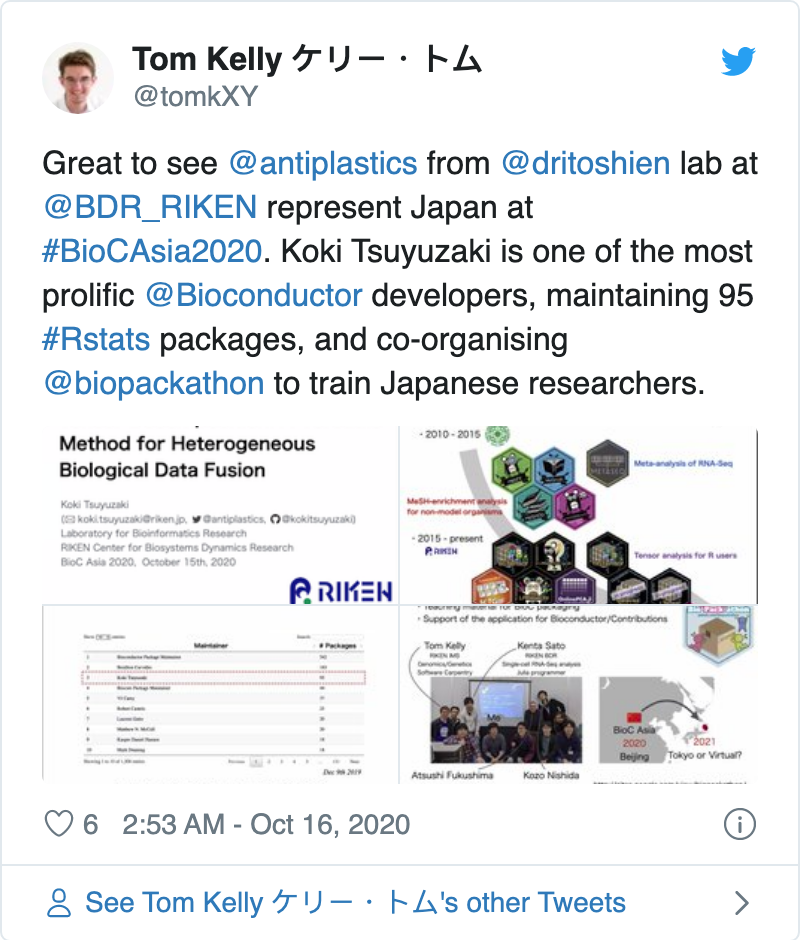 Tom Kelly ケリー・トム
@tomkXY
Great to see @antiplastics from @dritoshien lab at
@BDR_RIKEN represent Japan at
#BioCAsia2020. Koki Tsuyuzaki is one of the most
prolific @Bioconductor developers, maintaining 95
#Rstats packages, and co-organising
@biopackathon to train Japanese researchers.
Method for Heterogeneous
Biological Data Fusion
Koki Tsuyuzaki
(koki.tsuyuzaki@riken.jp, @antiplastics, @kokitsuyuzaki)
Laboratory for Bioinformatics Research
RIKEN Center for Biosystems Dynamics Research
BioC Asia 2020, October 15th, 2020
RIKEN
・2010 - 2015
Meta-analysis of RNA-Seq
MeSH-enrichment analysis
for non-model organisms
・2015 - present
RIKEN
Tensor analysis for R users
Maintainer # Packages
Bioconductor Package Maintainer
Koki Tsuyuzaki
Dec 9th 2019
Teaching material for BioC packaging
・Support of the application for Bioconductor/Contributions
Tom Kelly
RIKEN IMS
Genomics/Genetics
Software Carpentry
Kenta Sato
RIKEN BDR
Single-cell RNA-Seq analysis
Julia programmer
Me
Atsushi Fukushima
Kozo Nishida
BioC Asia
2020
Beijing
2021
Tokyo or Virtual?
6 2:53 AM - Oct 16, 2020
See Tom Kelly ケリー・トム's other Tweets